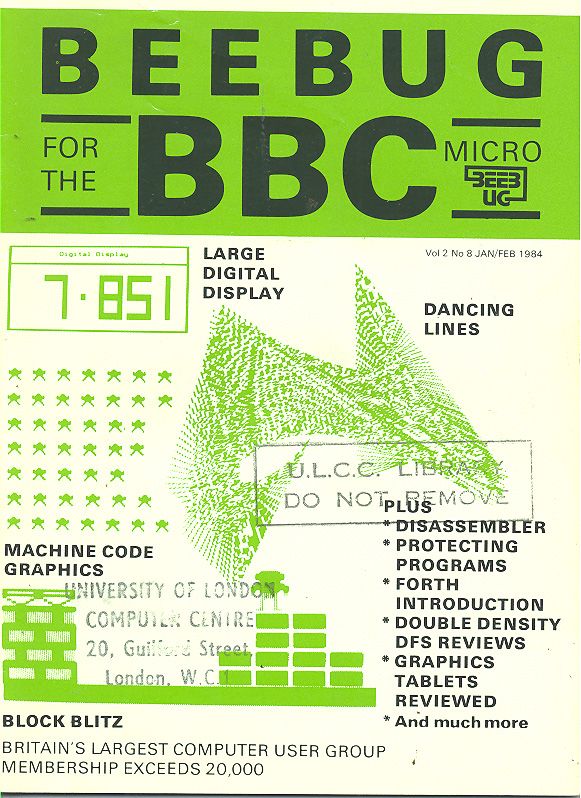 BEEBUG
FOR THE
BBC
MICRO
BEEB
UG
Vol 2 No 8 JAN/FEB 1984
Digital Display
7.851
LARGE
DIGITAL
DISPLAY
DANCING
LINES
U.L.C.C. LIBRARY
DO NOT REMOVE
PLUS
* DISASSEMBLER
* PROTECTING
PROGRAMS
* FORTH
INTRODUCTION
* DOUBLE DENSITY
DFS REVIEWS
* GRAPHICS
TABLETS
REVIEWED
* And much more
MACHINE CODE
GRAPHICS
UNIVERSITY OF LONDON
COMPUTER CENTRE
20, Guilford Street,
London, W.C.1
BLOCK BLITZ
BRITAIN'S LARGEST COMPUTER USER GROUP
MEMBERSHIP EXCEEDS 20,000